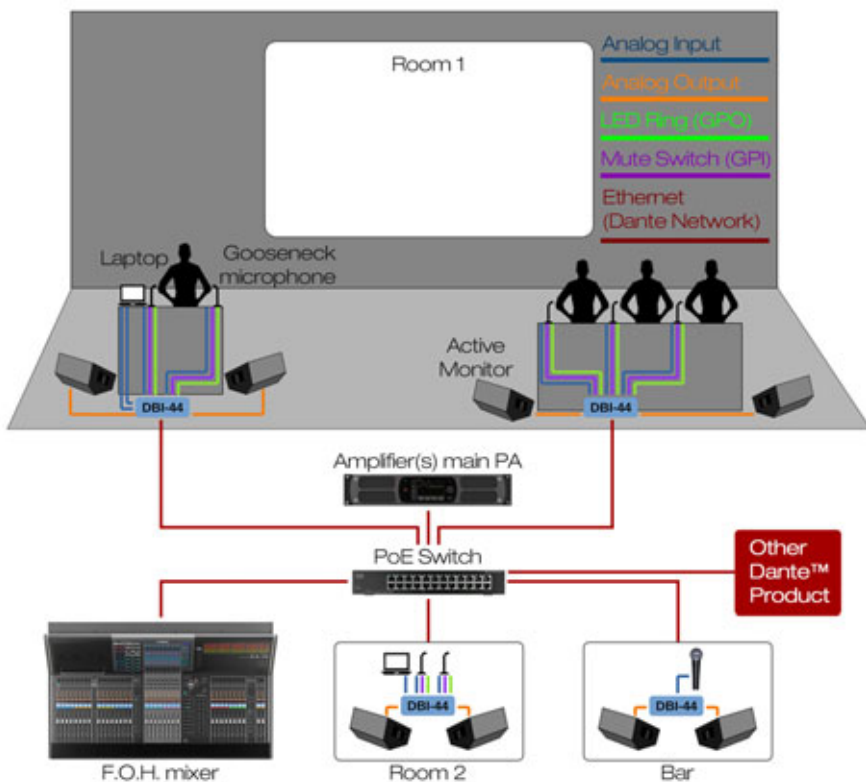 Room 1
Analog Input
Analog Output
LED Ring (GPO)
Mute Switch (GPI)
Ethernet
(Dante Network)
Laptop
Gooseneck
microphone
Active
Monitor
DBI-44
DBI-44
Amplifier(s) main PA
PoE Switch
Other
Dante™
Product
DBI-44
DBI-44
F.O.H. mixer
Room 2
Bar